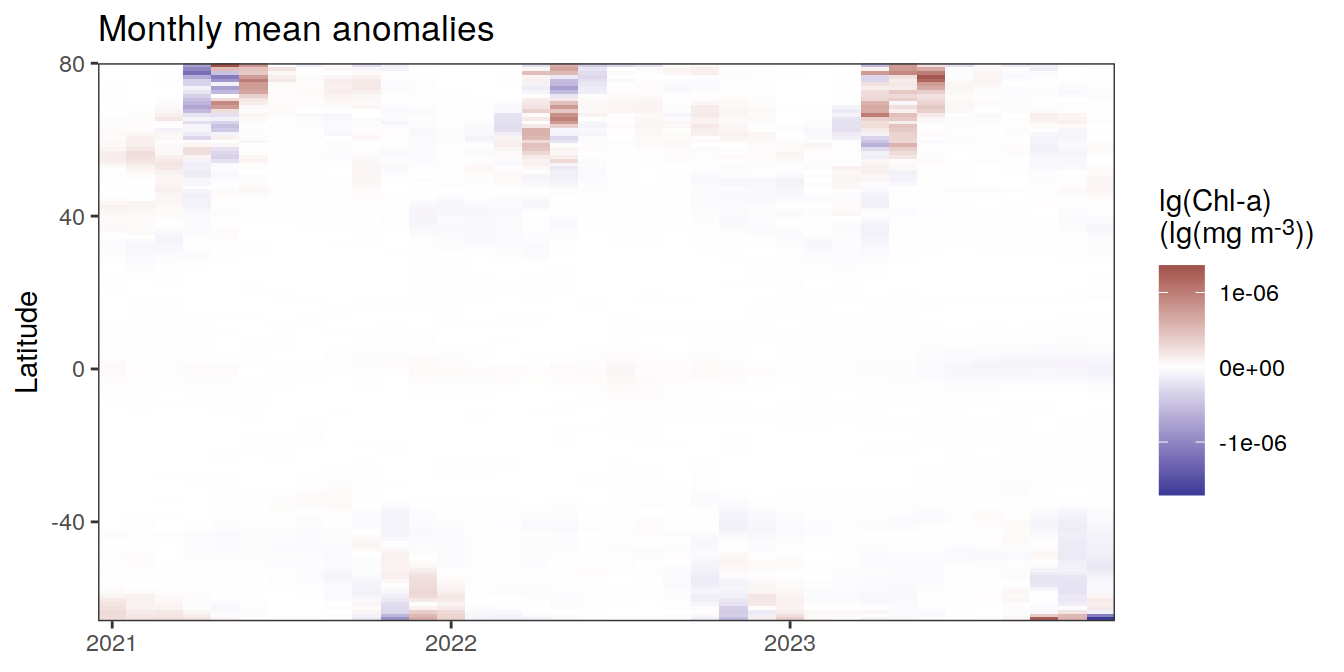 Monthly mean anomalies
80
40
0
-40
Latitude
2021
2022
2023
lg(Chl-a)
(lg(mg m⁻³))
1e-06
0e+00
-1e-06